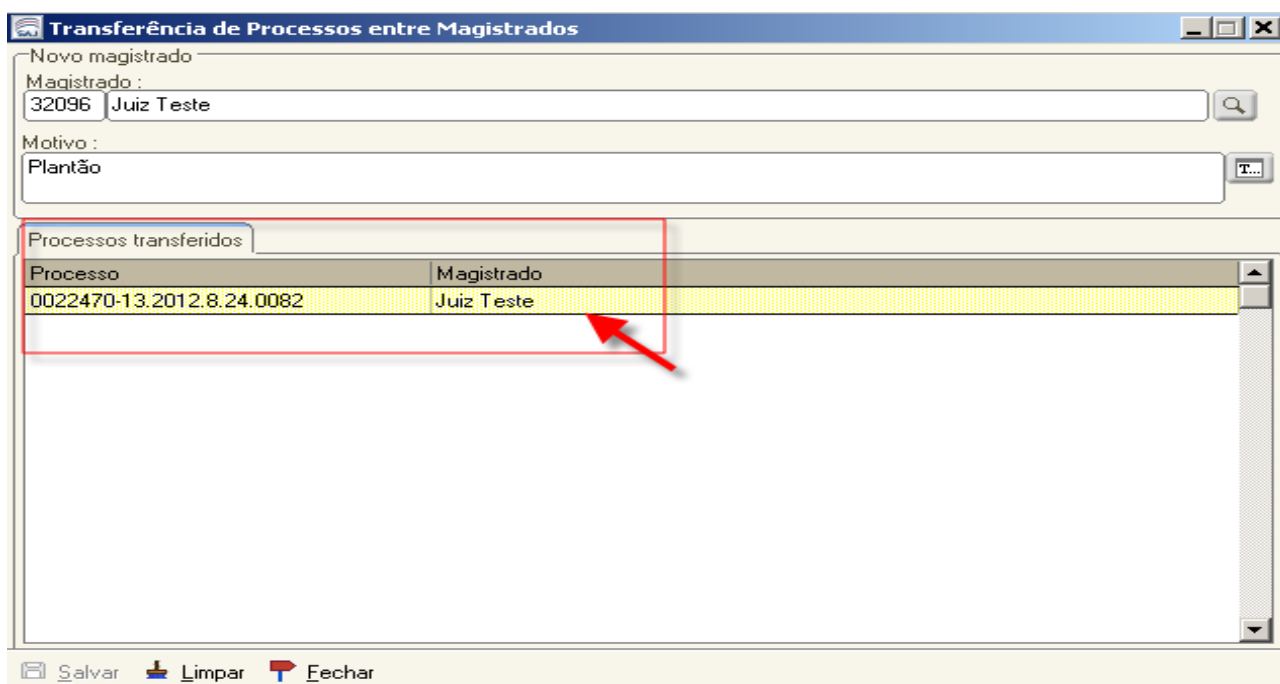 Transferência de Processos entre Magistrados
Novo magistrado
Magistrado :
32096 Juiz Teste
Motivo :
Plantão
T...
Processos transferidos
Processo Magistrado
0022470-13.2012.8.24.0082 Juiz Teste
Salvar Limpar Fechar